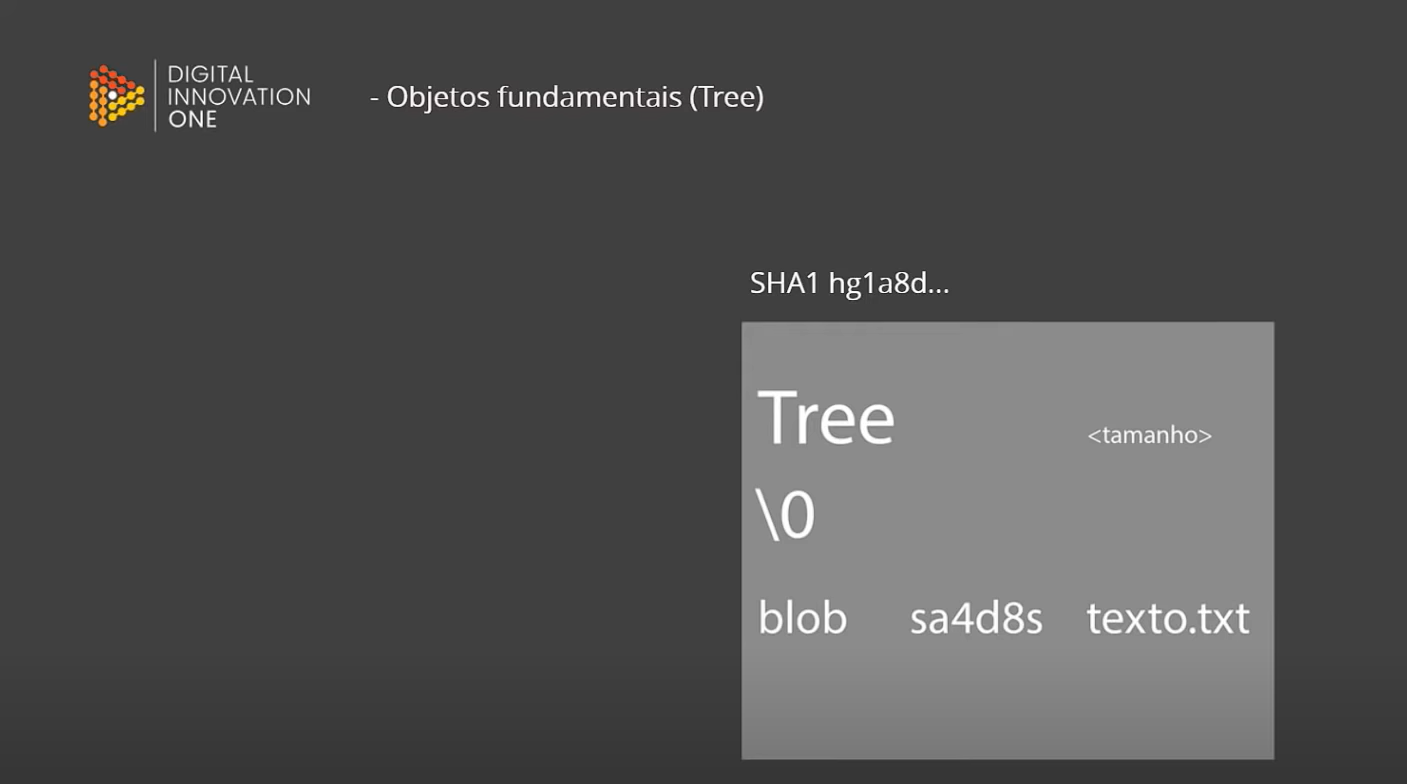 DIGITAL
INNOVATION
ONE
- Objetos fundamentais (Tree)
SHA1 hg1a8d...
Tree <tamanho>
\0
blob sa4d8s texto.txt